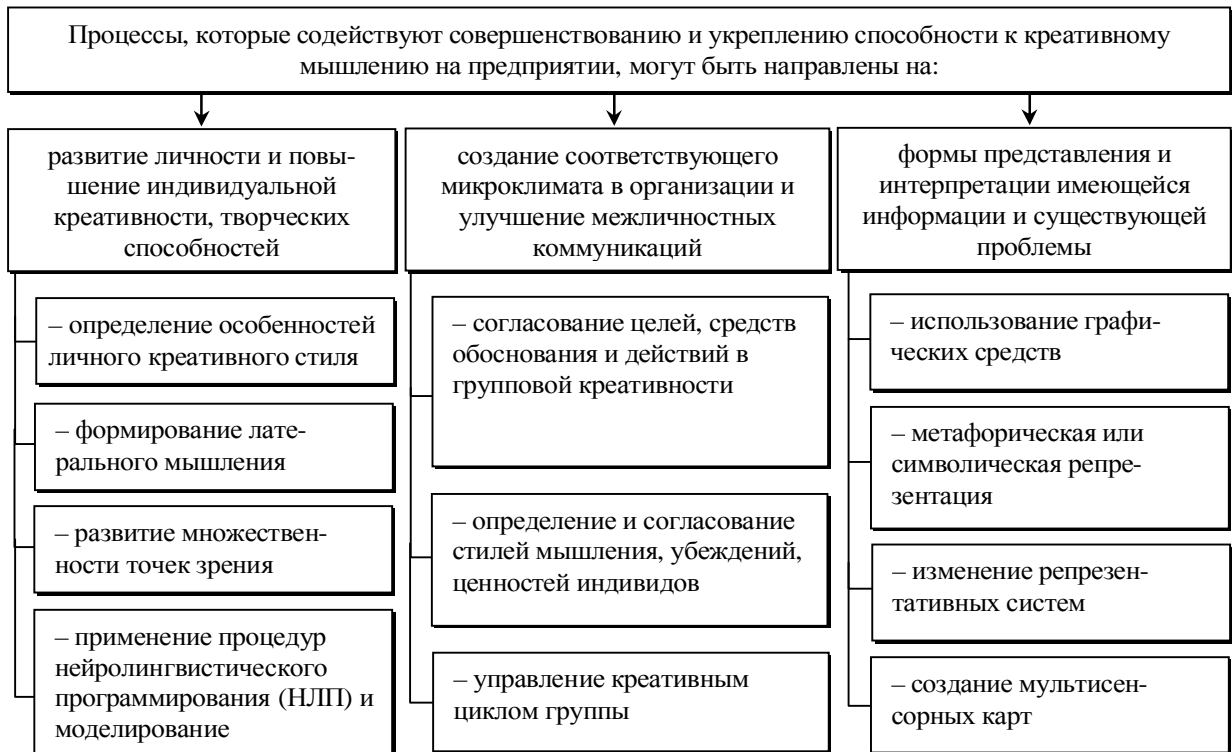 Процессы, которые содействуют совершенствованию и укреплению способности к креативному
мышлению на предприятии, могут быть направлены на:
развитие личности и повы-
шение индивидуальной
креативности, творческих
способностей
– определение особенностей
личного креативного стиля
– формирование лате-
рального мышления
– развитие множествен-
ности точек зрения
– применение процедур
нейролингвистического
программирования (НЛП) и
моделирование
создание соответствующего
микроклимата в организации и
улучшение межличностных
коммуникаций
– согласование целей, средств
обоснования и действий в
групповой креативности
– определение и согласование
стилей мышления, убеждений,
ценностей индивидов
– управление креативным
циклом группы
формы представления и
интерпретации имеющейся
информации и существующей
проблемы
– использование графи-
ческих средств
– метафорическая или
символическая репре-
зентация
– изменение репрезен-
тативных систем
– создание мультисен-
сорных карт